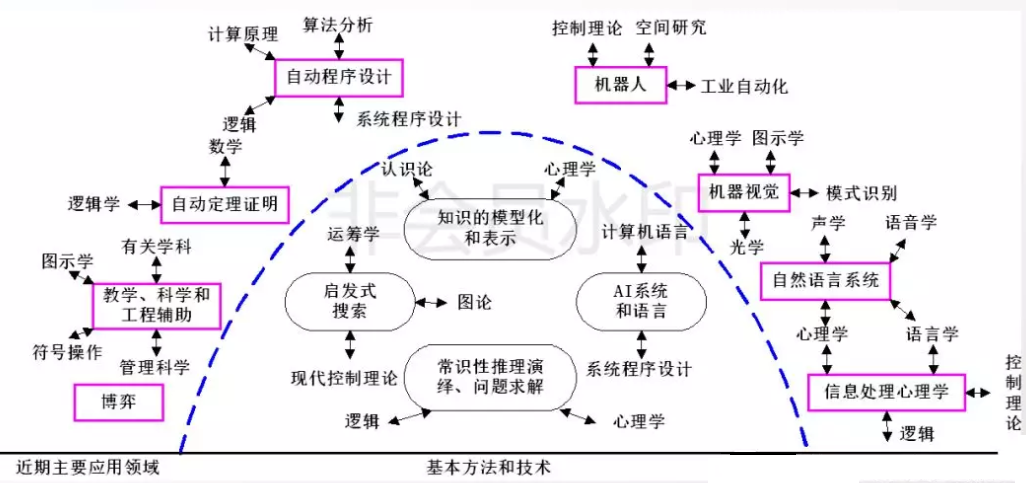 计算原理
算法分析
自动程序设计
逻辑
系统程序设计
控制理论
空间研究
机器人
工业自动化
数学
逻辑学
自动定理证明
心理学
图示学
机器视觉
模式识别
光学
认识论
心理学
知识的模型化
和表示
非会员水印
有关学科
图示学
教学、科学和
工程辅助
符号操作
管理科学
博弈
运筹学
启发式
搜索
图论
现代控制理论
计算机语言
AI系统
和语言
系统程序设计
常识性推理演
绎、问题求解
逻辑
心理学
声学
语音学
自然语言系统
心理学
语言学
信息处理心理学
控
制
理
论
逻辑
近期主要应用领域
基本方法和技术